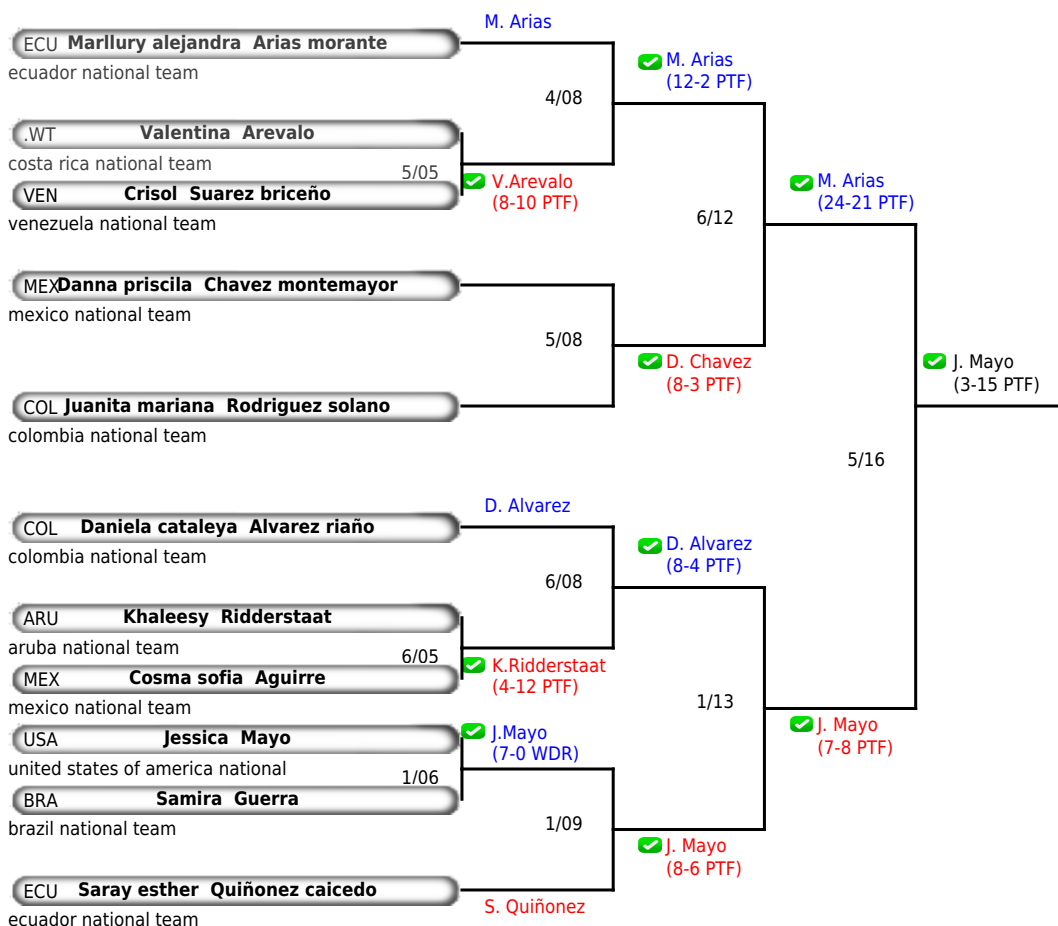 M. Arias
ECU Marllury alejandra Arias morante
ecuador national team
M. Arias
(12-2 PTF)
4/08
.WT Valentina Arevalo
costa rica national team
5/05
V.Arevalo
(8-10 PTF)
VEN Crisol Suarez briceño
venezuela national team
M. Arias
(24-21 PTF)
6/12
MEX Danna priscila Chavez montemayor
mexico national team
5/08
D. Chavez
(8-3 PTF)
J. Mayo
(3-15 PTF)
COL Juanita mariana Rodriguez solano
colombia national team
5/16
D. Alvarez
COL Daniela cataleya Alvarez riaño
colombia national team
D. Alvarez
(8-4 PTF)
6/08
ARU Khaleesy Ridderstaat
aruba national team
6/05
K.Ridderstaat
(4-12 PTF)
MEX Cosma sofia Aguirre
mexico national team
1/13
J. Mayo
(7-8 PTF)
USA Jessica Mayo
united states of america national
J.Mayo
(7-0 WDR)
1/06
BRA Samira Guerra
brazil national team
1/09
J. Mayo
(8-6 PTF)
ECU Saray esther Quiñonez caicedo
ecuador national team
S. Quiñonez